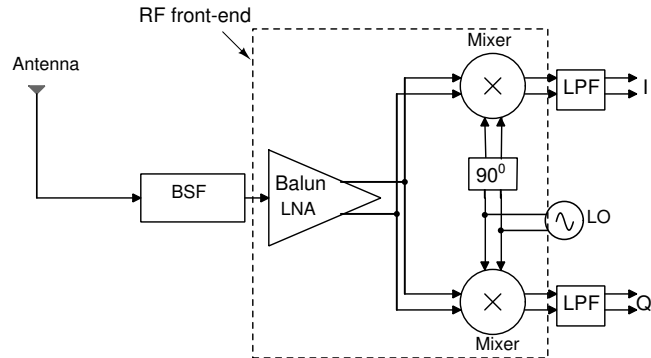 RF front-end
Mixer
Antenna
LPF
I
90⁰
BSF
Balun
LNA
LO
LPF
Q
Mixer